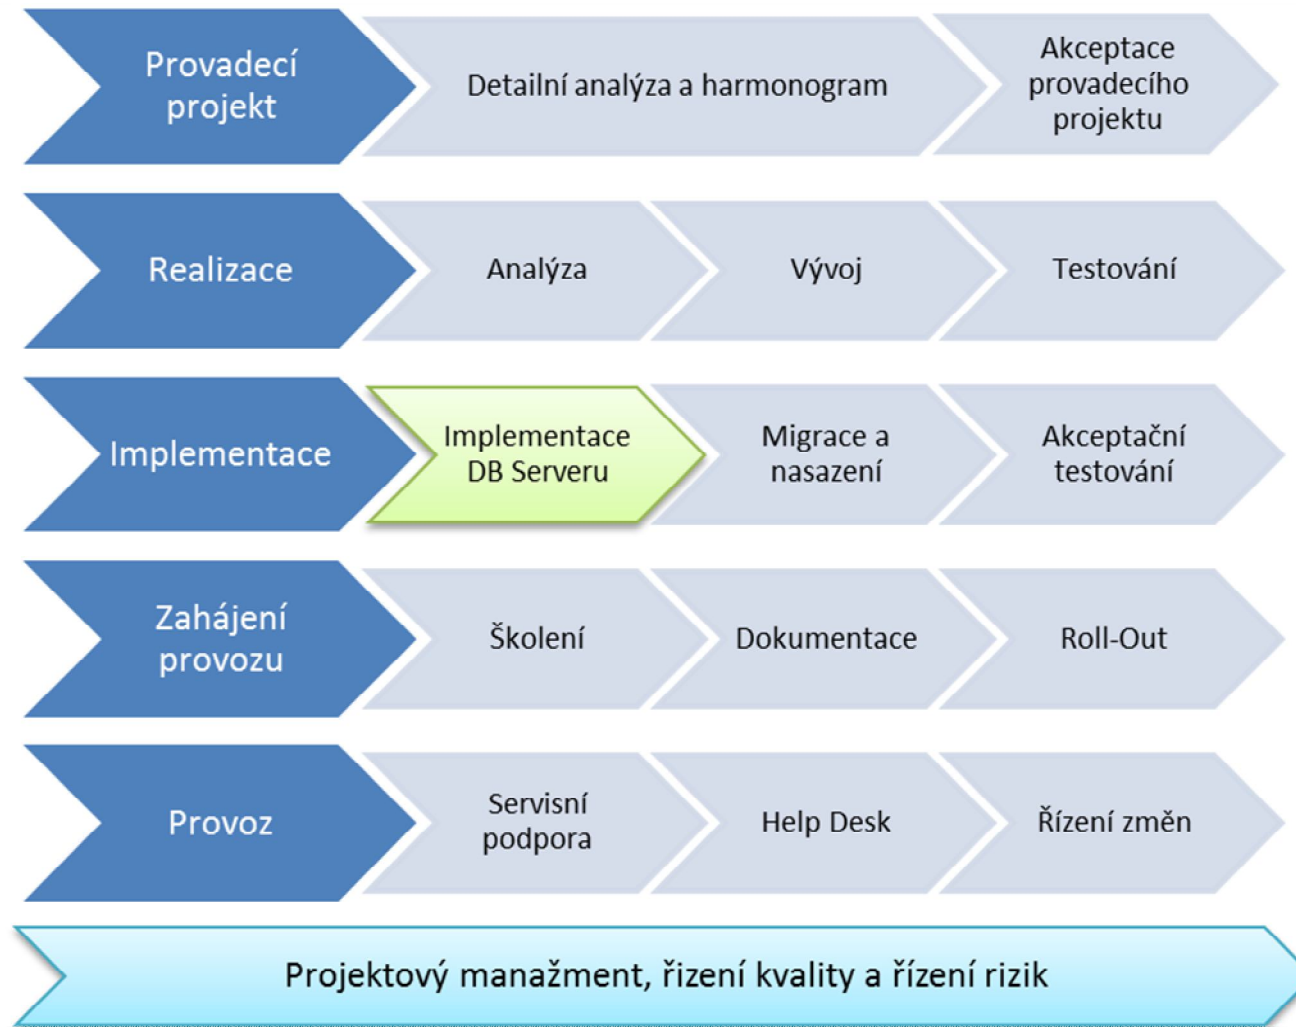 Provadecí
projekt
Detailní analýza a harmonogram
Akceptace
provadecího
projektu
Realizace
Analýza
Vývoj
Testování
Implementace
Implementace
DB Serveru
Migrace a
nasazení
Akceptační
testování
Zahájení
provozu
Školení
Dokumentace
Roll-Out
Provoz
Servisní
podpora
Help Desk
Řízení změn
Projektový manažment, řizení kvality a řízení rizik